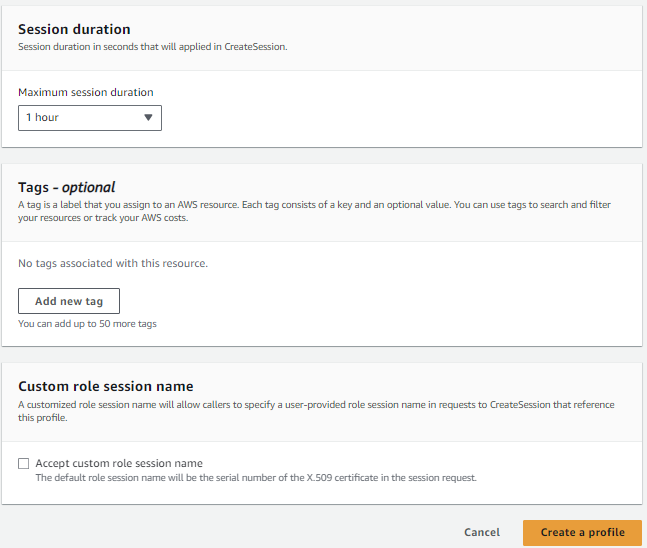 Session duration
Session duration in seconds that will applied in CreateSession.
Maximum session duration
1 hour
Tags - optional
A tag is a label that you assign to an AWS resource. Each tag consists of a key and an optional value. You can use tags to search and filter
your resources or track your AWS costs.
No tags associated with this resource.
Add new tag
You can add up to 50 more tags
Custom role session name
A customized role session name will allow callers to specify a user-provided role session name in requests to CreateSession that reference
this profile.
Accept custom role session name
The default role session name will be the serial number of the X.509 certificate in the session request.
Cancel
Create a profile